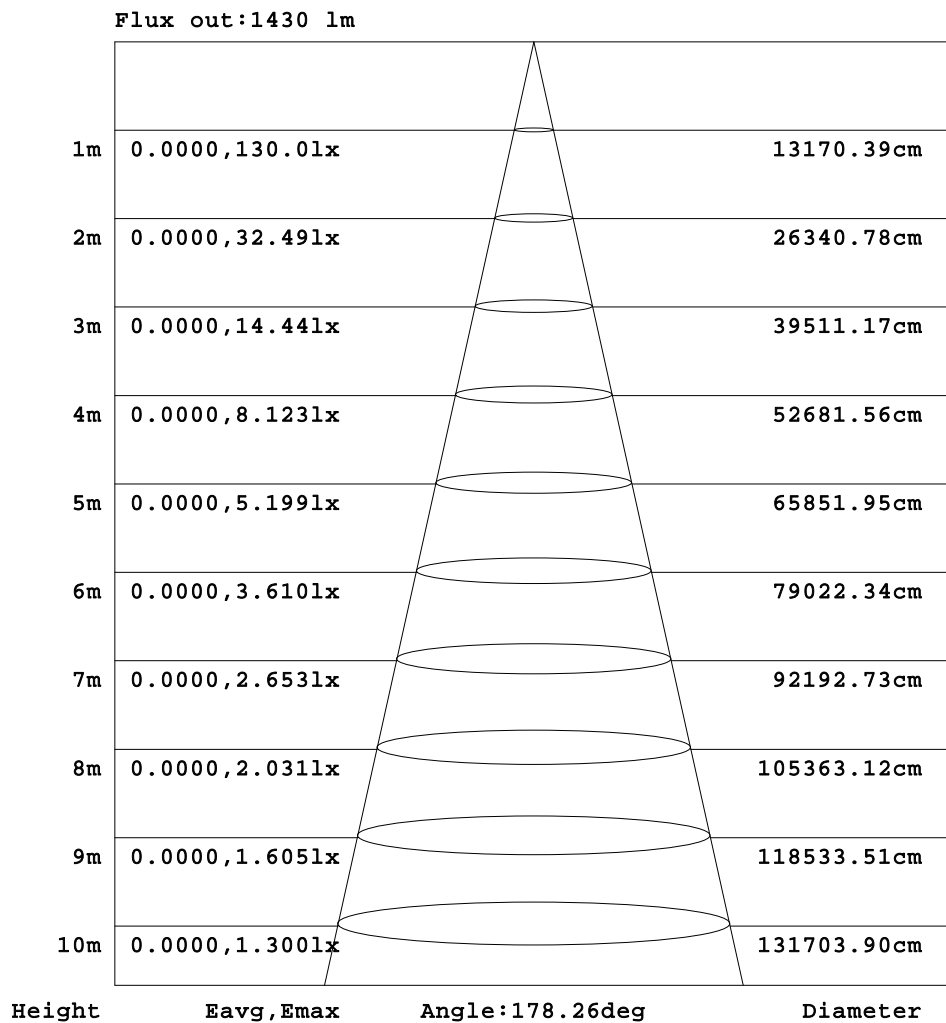 Flux out:1430 lm
1m 0.0000,130.0lx 13170.39cm
2m 0.0000,32.49lx 26340.78cm
3m 0.0000,14.44lx 39511.17cm
4m 0.0000,8.123lx 52681.56cm
5m 0.0000,5.199lx 65851.95cm
6m 0.0000,3.610lx 79022.34cm
7m 0.0000,2.653lx 92192.73cm
8m 0.0000,2.031lx 105363.12cm
9m 0.0000,1.605lx 118533.51cm
10m 0.0000,1.300lx 131703.90cm
Height Eavg,Emax Angle:178.26deg Diameter